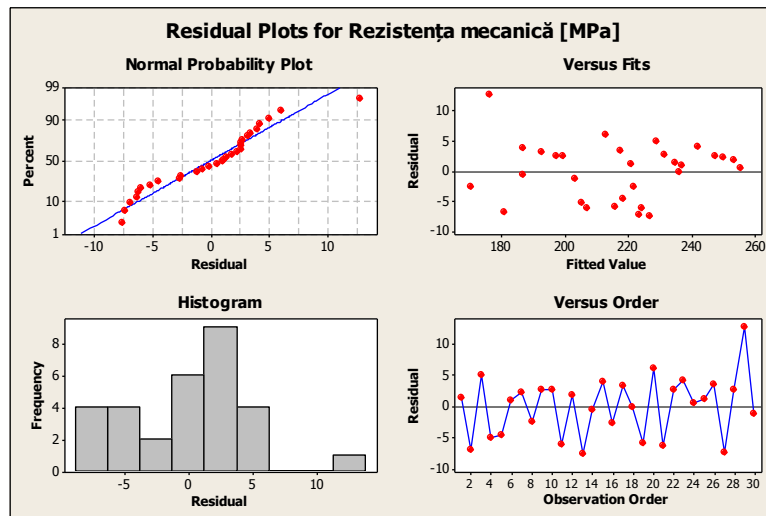 Residual Plots for Rezistența mecanică [MPa]
Normal Probability Plot
Percent
99
90
50
10
1
-10 -5 0 5 10
Residual
Versus Fits
Residual
10
5
0
-5
-10
180 200 220 240 260
Fitted Value
Histogram
Frequency
8
6
4
2
0
-5 0 5 10
Residual
Versus Order
Residual
10
5
0
-5
-10
2 4 6 8 10 12 14 16 18 20 22 24 26 28 30
Observation Order